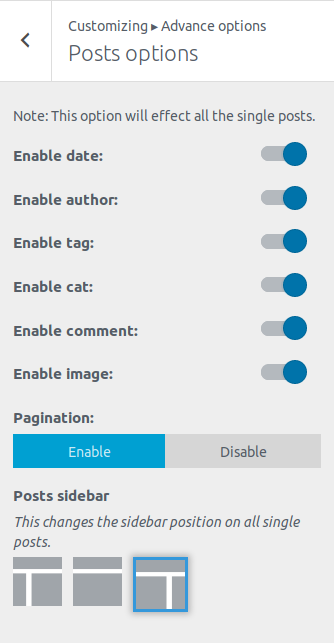 Customizing ▸ Advance options
Posts options
Note: This option will effect all the single posts.
Enable date:
Enable author:
Enable tag:
Enable cat:
Enable comment:
Enable image:
Pagination:
Enable Disable
Posts sidebar
This changes the sidebar position on all single
posts.